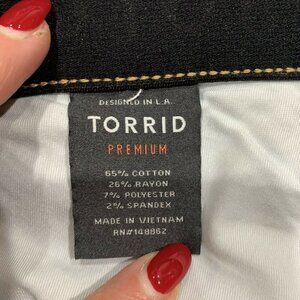 DESIGNED IN L.A.
TORRID
PREMIUM
65% COTTON
26% RAYON
7% POLYESTER
2% SPANDEX
MADE IN VIETNAM
RN#148862